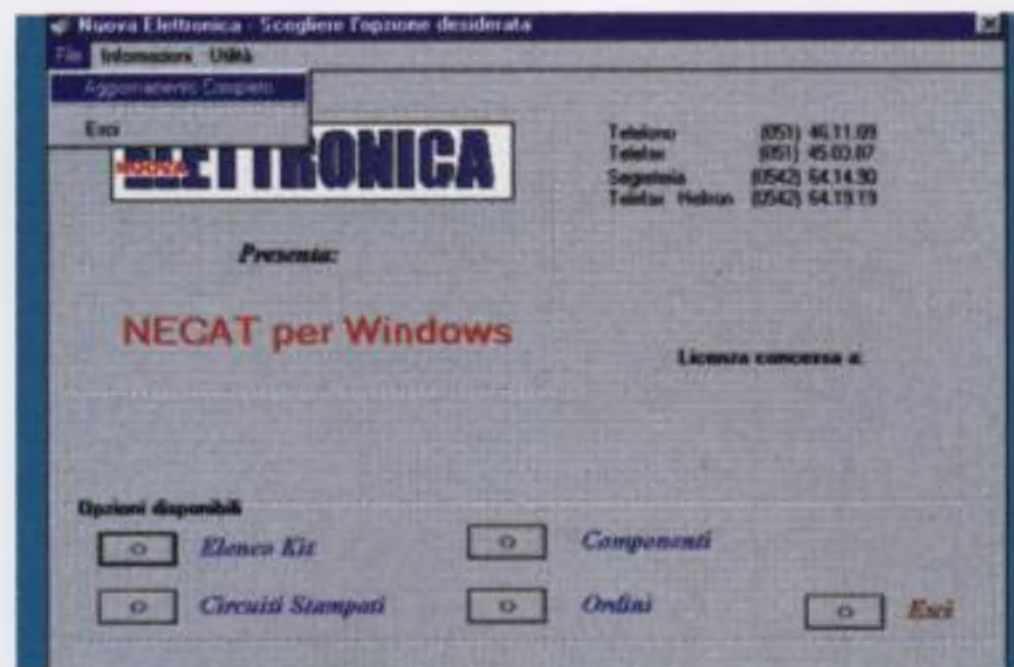 Nuova Elettronica - Scegliere l'opzione desiderata
File Informazioni Utilità
Aggiornamento Completo
Esci
NUOVA ELETTRONICA
Telefono (051) 46.11.09
Telefax (051) 45.03.87
Segreteria (0542) 64.14.90
Telefax Heltron (0542) 64.19.19
Presenta:
NECAT per Windows
Licenza concessa a:
Opzioni disponibili
Elenco Kit
Componenti
Circuiti Stampati
Ordini
Esci